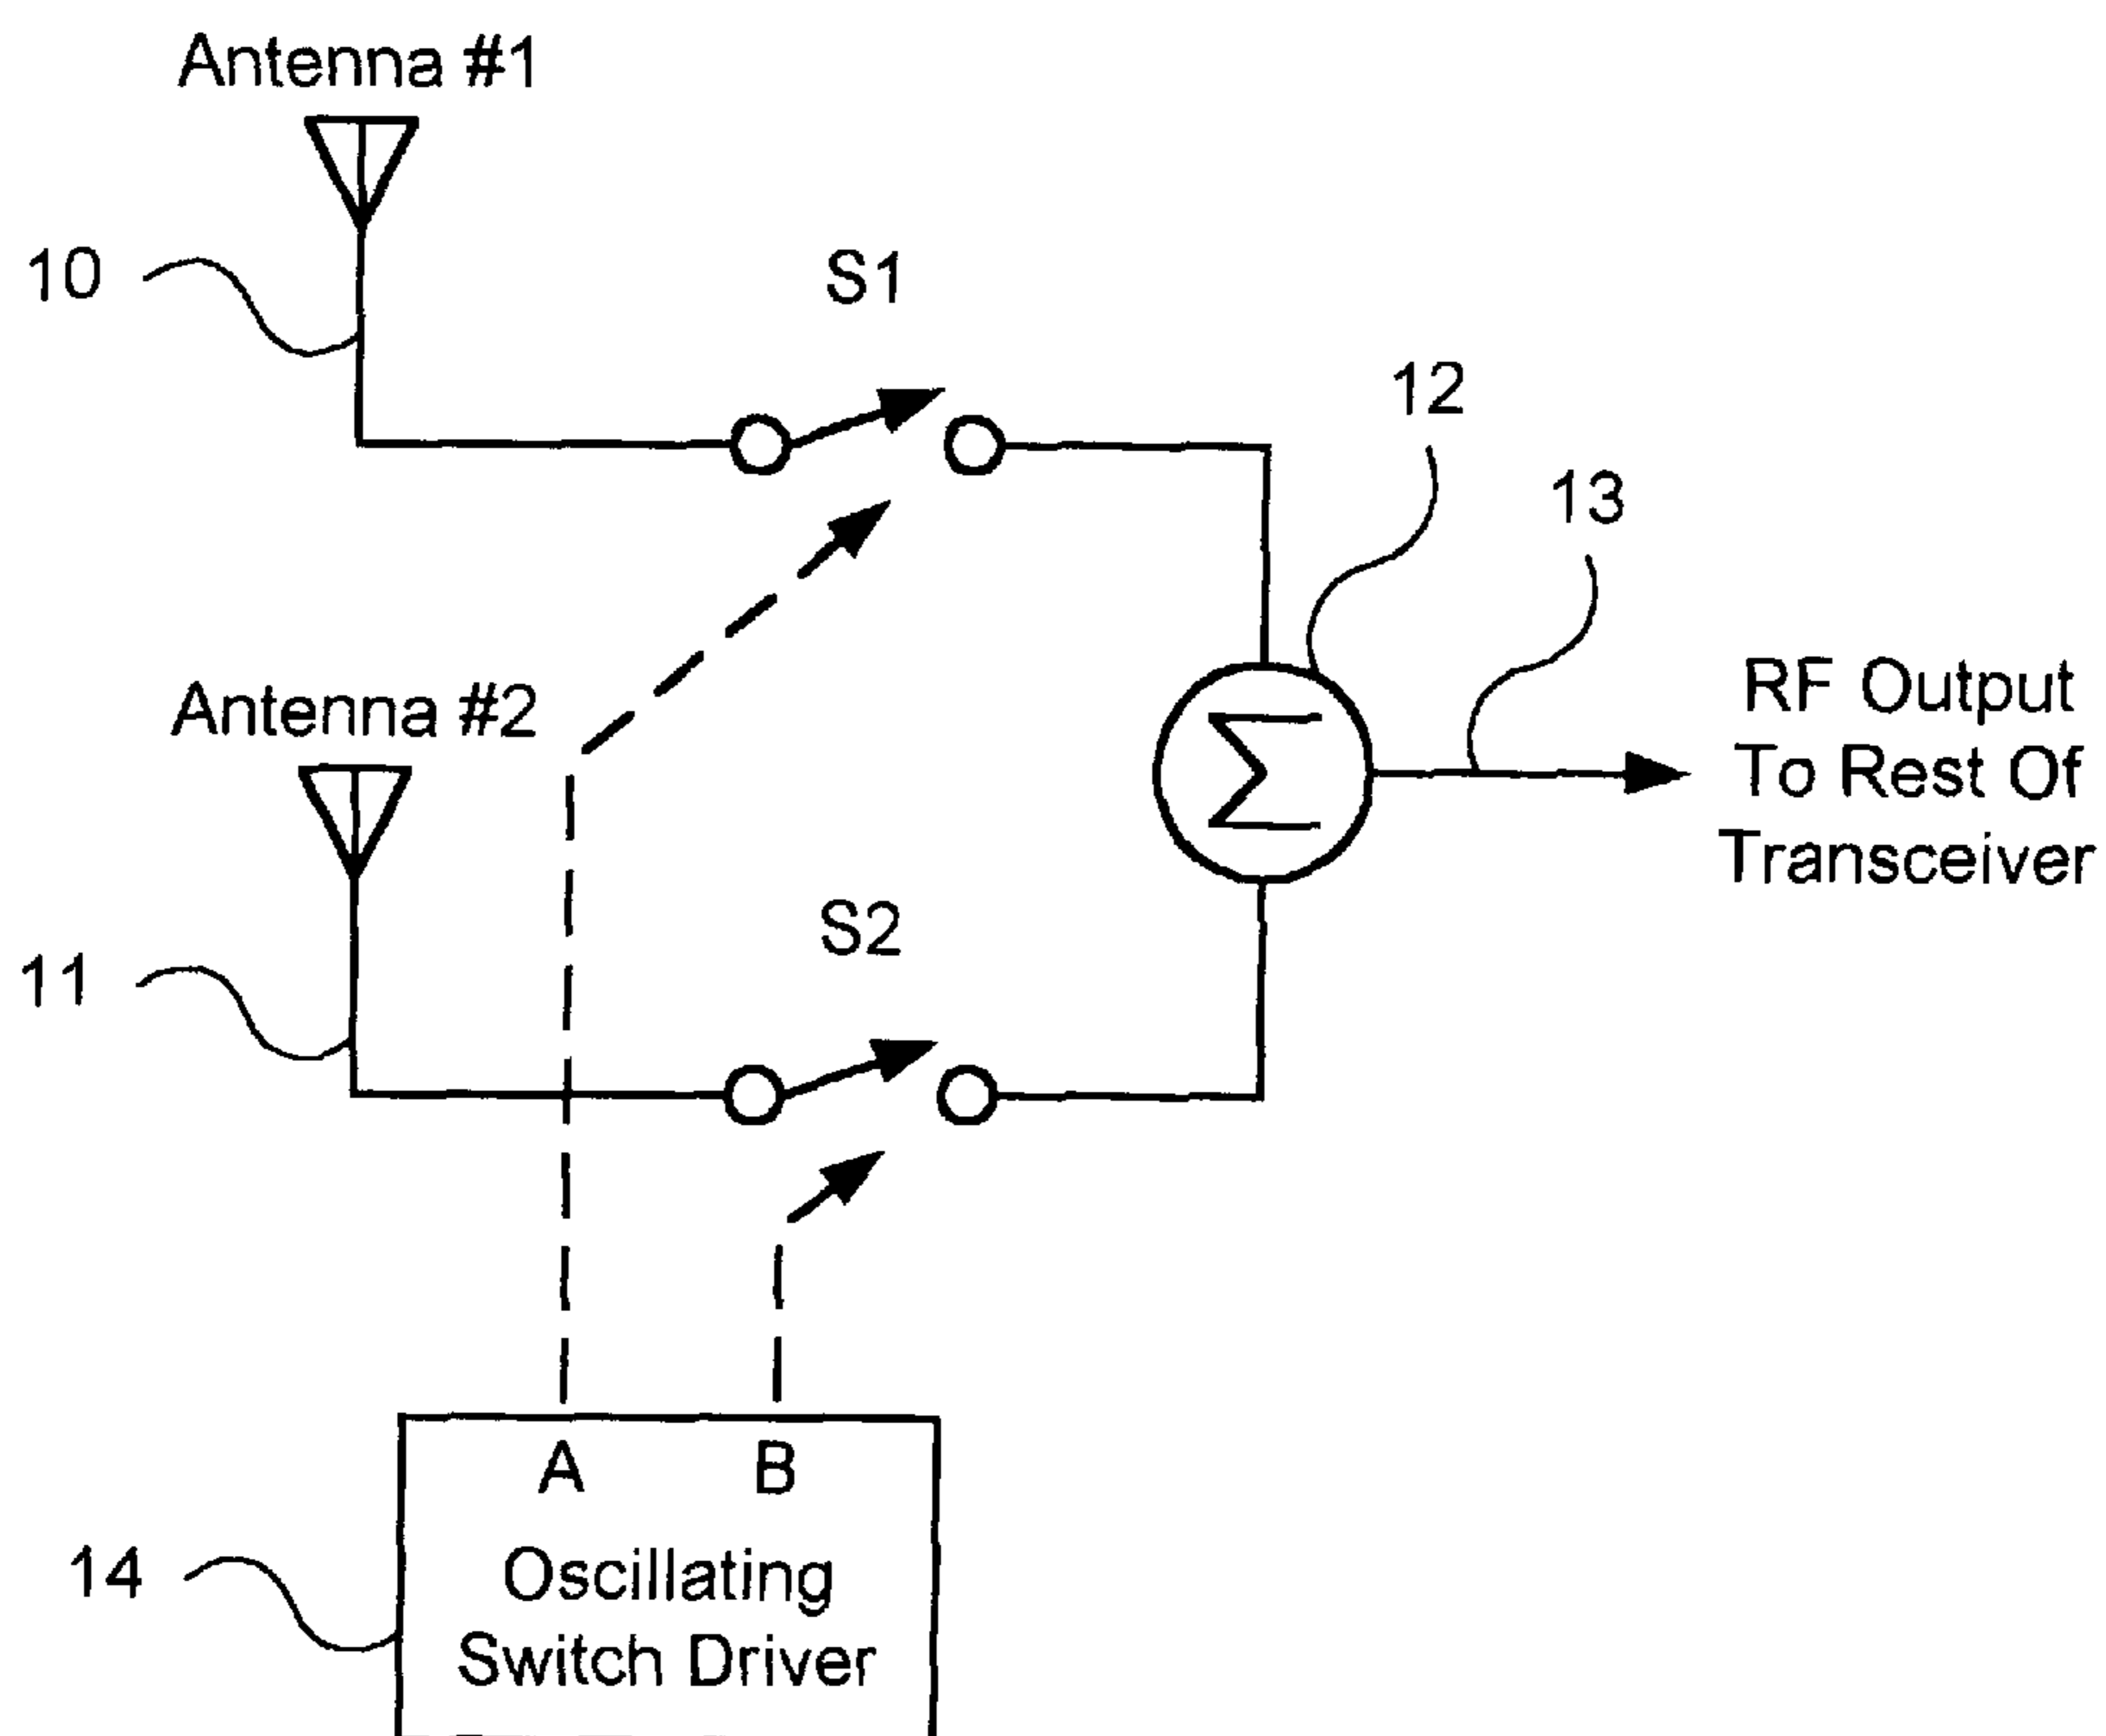 Antenna #1
10
S1
12
13
Antenna #2
RF Output
To Rest Of
Transceiver
S2
11
A
B
14
Oscillating
Switch Driver
Σ